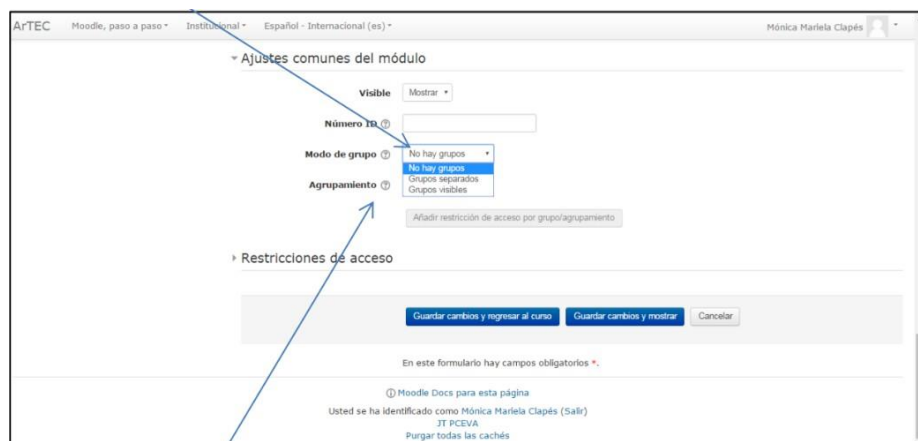 ArTEC Moodle, paso a paso Institucional Español - Internacional (es) Mónica Mariela Clapés
Ajustes comunes del módulo
Visible Mostrar
Número ID
Modo de grupo No hay grupos
No hay grupos
Grupos separados
Agrupamiento
Grupos visibles
Añadir restricción de acceso por grupo/agrupamiento
Restricciones de acceso
Guardar cambios y regresar al curso Guardar cambios y mostrar Cancelar
En este formulario hay campos obligatorios *.
Moodle Docs para esta página
Usted se ha identificado como Mónica Mariela Clapés (Salir)
JT PCEVA
Purgar todas las cachés